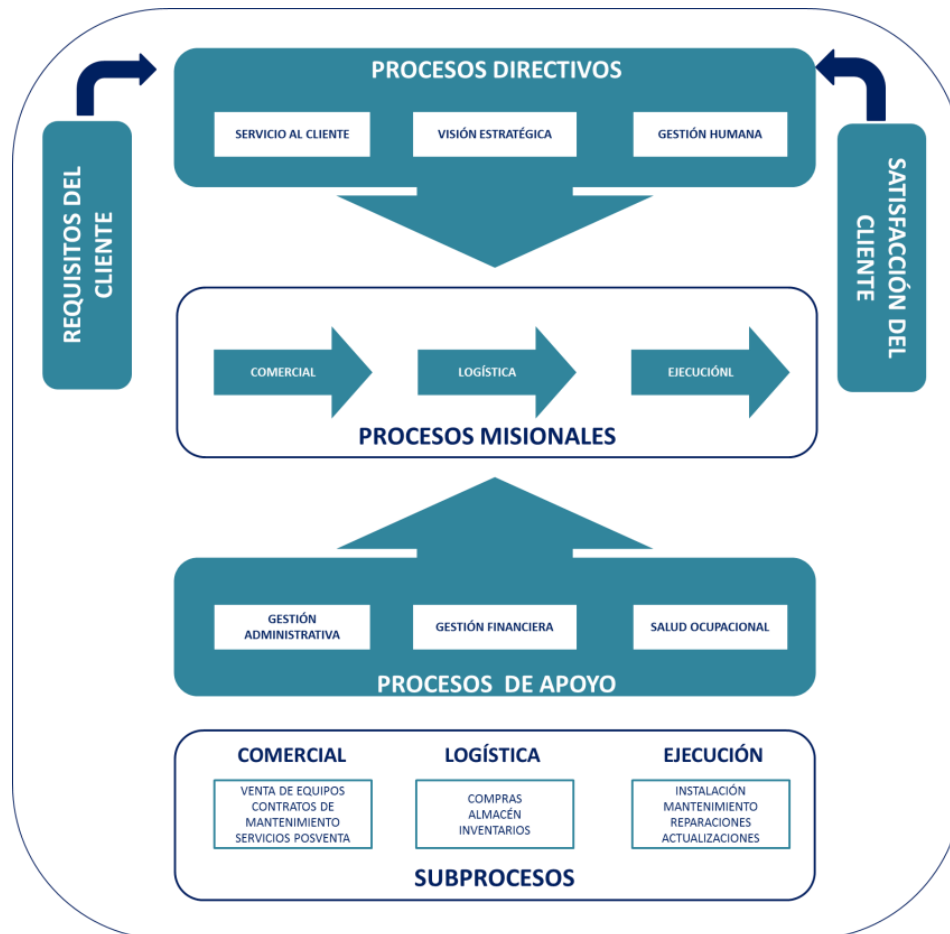 PROCESOS DIRECTIVOS
SERVICIO AL CLIENTE
VISIÓN ESTRATÉGICA
GESTIÓN HUMANA
REQUISITOS DEL
CLIENTE
SATISFACCIÓN DEL
CLIENTE
COMERCIAL
LOGÍSTICA
EJECUCIÓNL
PROCESOS MISIONALES
GESTIÓN
ADMINISTRATIVA
GESTIÓN FINANCIERA
SALUD OCUPACIONAL
PROCESOS DE APOYO
COMERCIAL
VENTA DE EQUIPOS
CONTRATOS DE
MANTENIMIENTO
SERVICIOS POSVENTA
LOGÍSTICA
COMPRAS
ALMACÉN
INVENTARIOS
EJECUCIÓN
INSTALACIÓN
MANTENIMIENTO
REPARACIONES
ACTUALIZACIONES
SUBPROCESOS